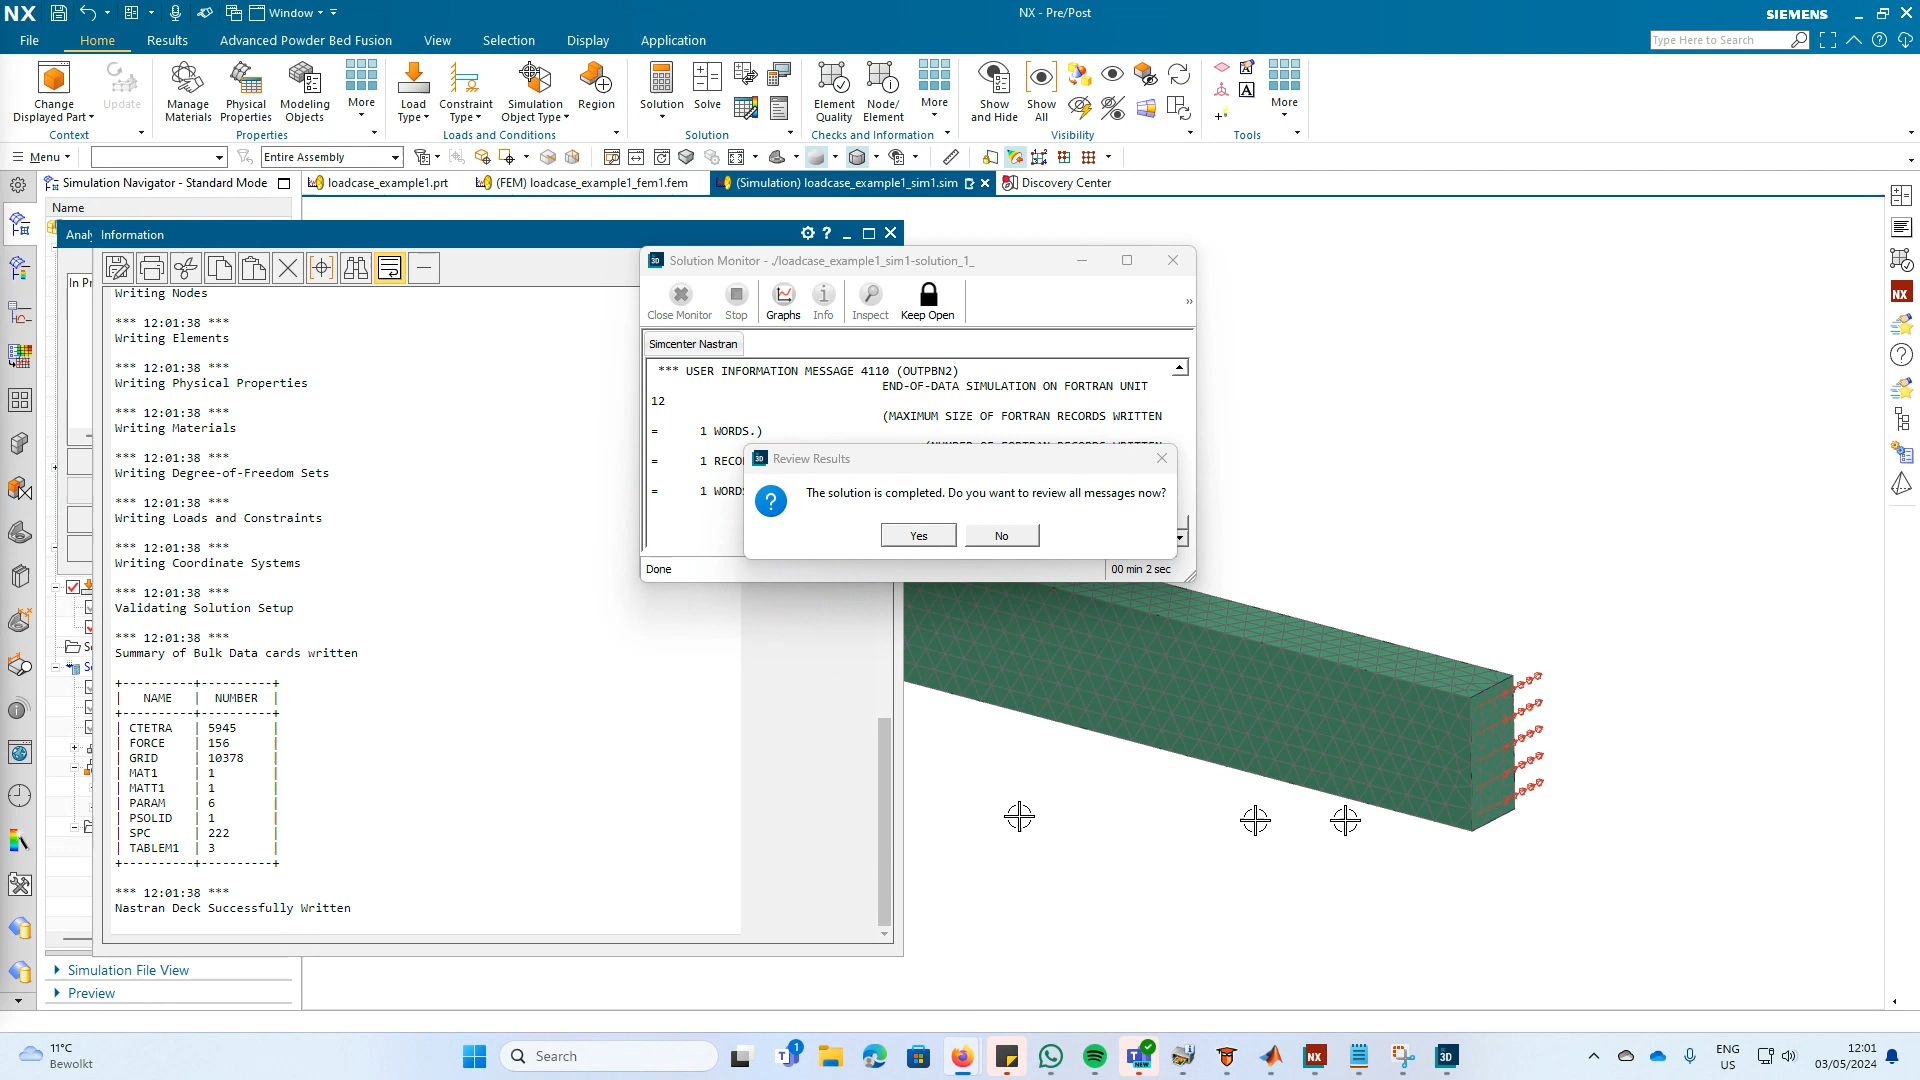 NX
Window
NX - Pre/Post
SIEMENS
File
Home
Results
Advanced Powder Bed Fusion
View
Selection
Display
Application
Type Here to Search
Change
Displayed Part
Update
Manage
Materials
Physical
Properties
Modeling
Objects
More
Load
Type
Constraint
Type
Simulation
Object Type
Region
Solution
Solve
Element
Quality
Node/
Element
More
Show
and Hide
Show
All
More
Context
Properties
Loads and Conditions
Solution
Checks and Information
Visibility
Tools
Menu
Entire Assembly
Simulation Navigator - Standard Mode
loadcase_example1.prt
(FEM) loadcase_example1_fem1.fem
(Simulation) loadcase_example1_sim1.sim
Discovery Center
Name
Information
Writing Nodes
*** 12:01:38 ***
Writing Elements
*** 12:01:38 ***
Writing Physical Properties
*** 12:01:38 ***
Writing Materials
*** 12:01:38 ***
Writing Degree-of-Freedom Sets
*** 12:01:38 ***
Writing Loads and Constraints
*** 12:01:38 ***
Writing Coordinate Systems
*** 12:01:38 ***
Validating Solution Setup
*** 12:01:38 ***
Summary of Bulk Data cards written
+----------+----------+
| NAME | NUMBER |
+----------+----------+
| CTETRA | 5945 |
| FORCE | 156 |
| GRID | 10378 |
| MAT1 | 1 |
| MATT1 | 1 |
| PARAM | 6 |
| PSOLID | 1 |
| SPC | 222 |
| TABLEM1 | 3 |
+----------+----------+
*** 12:01:38 ***
Nastran Deck Successfully Written
Solution Monitor - ./loadcase_example1_sim1-solution_1_
Close Monitor
Stop
Graphs
Info
Inspect
Keep Open
Simcenter Nastran
*** USER INFORMATION MESSAGE 4110 (OUTPBN2)
END-OF-DATA SIMULATION ON FORTRAN UNIT
12
(MAXIMUM SIZE OF FORTRAN RECORDS WRITTEN
= 1 WORDS.)
= 1
= 1
Review Results
The solution is completed. Do you want to review all messages now?
Yes
No
Done
00 min 2 sec
Simulation File View
Preview
11°C
Bewolkt
Search
ENG
US
12:01
03/05/2024